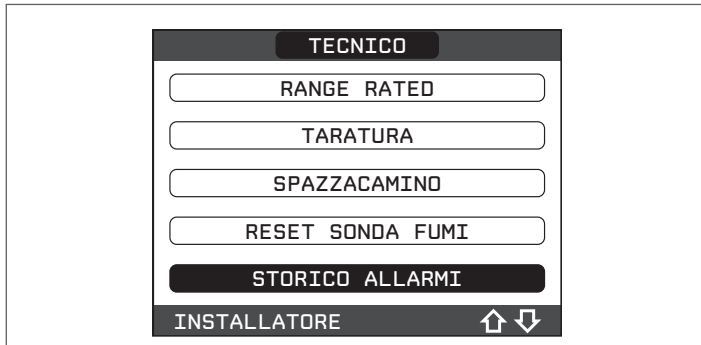 TECNICO
RANGE RATED
TARATURA
SPAZZACAMINO
RESET SONDA FUMI
STORICO ALLARMI
INSTALLATORE